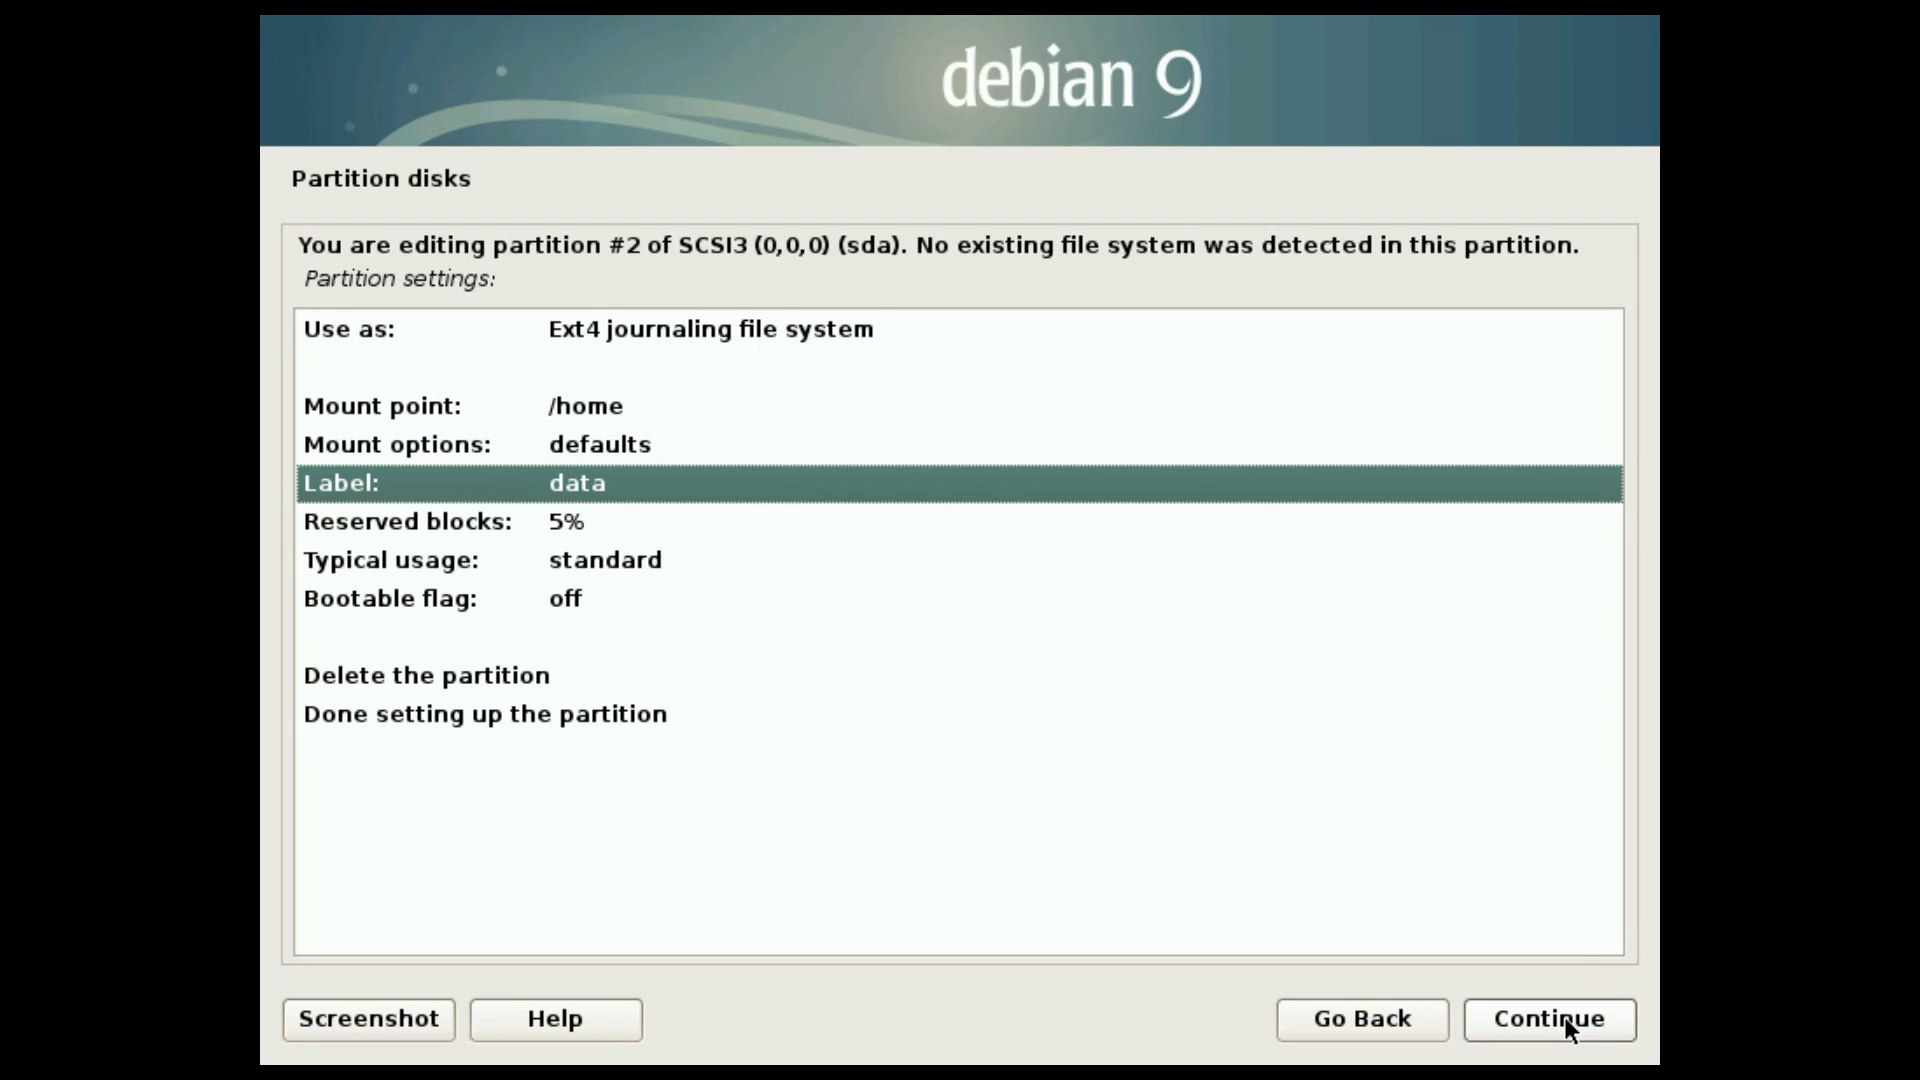 debian 9
Partition disks
You are editing partition #2 of SCSI3 (0,0,0) (sda). No existing file system was detected in this partition.
Partition settings:
Use as: Ext4 journaling file system
Mount point: /home
Mount options: defaults
Label: data
Reserved blocks: 5%
Typical usage: standard
Bootable flag: off
Delete the partition
Done setting up the partition
Screenshot Help Go Back Continue